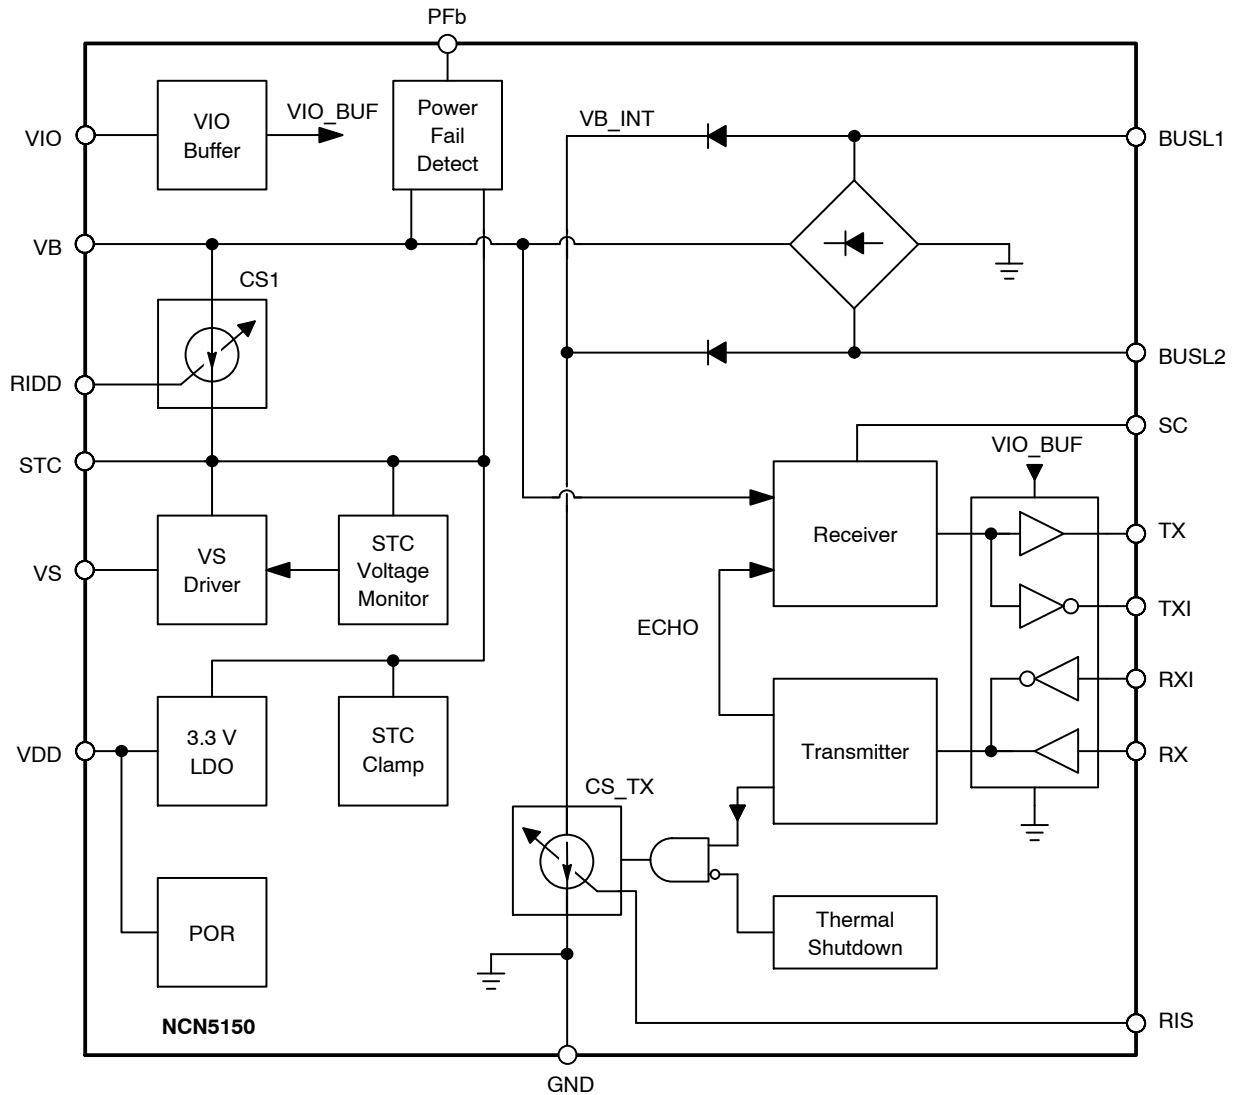 PFb
VIO
VIO
Buffer
VIO_BUF
Power
Fail
Detect
VB_INT
BUSL1
VB
CS1
RIDD
BUSL2
STC
SC
VIO_BUF
VS
VS
Driver
STC
Voltage
Monitor
Receiver
TX
TXI
ECHO
RXI
VDD
3.3 V
LDO
STC
Clamp
Transmitter
RX
CS_TX
POR
Thermal
Shutdown
NCN5150
RIS
GND